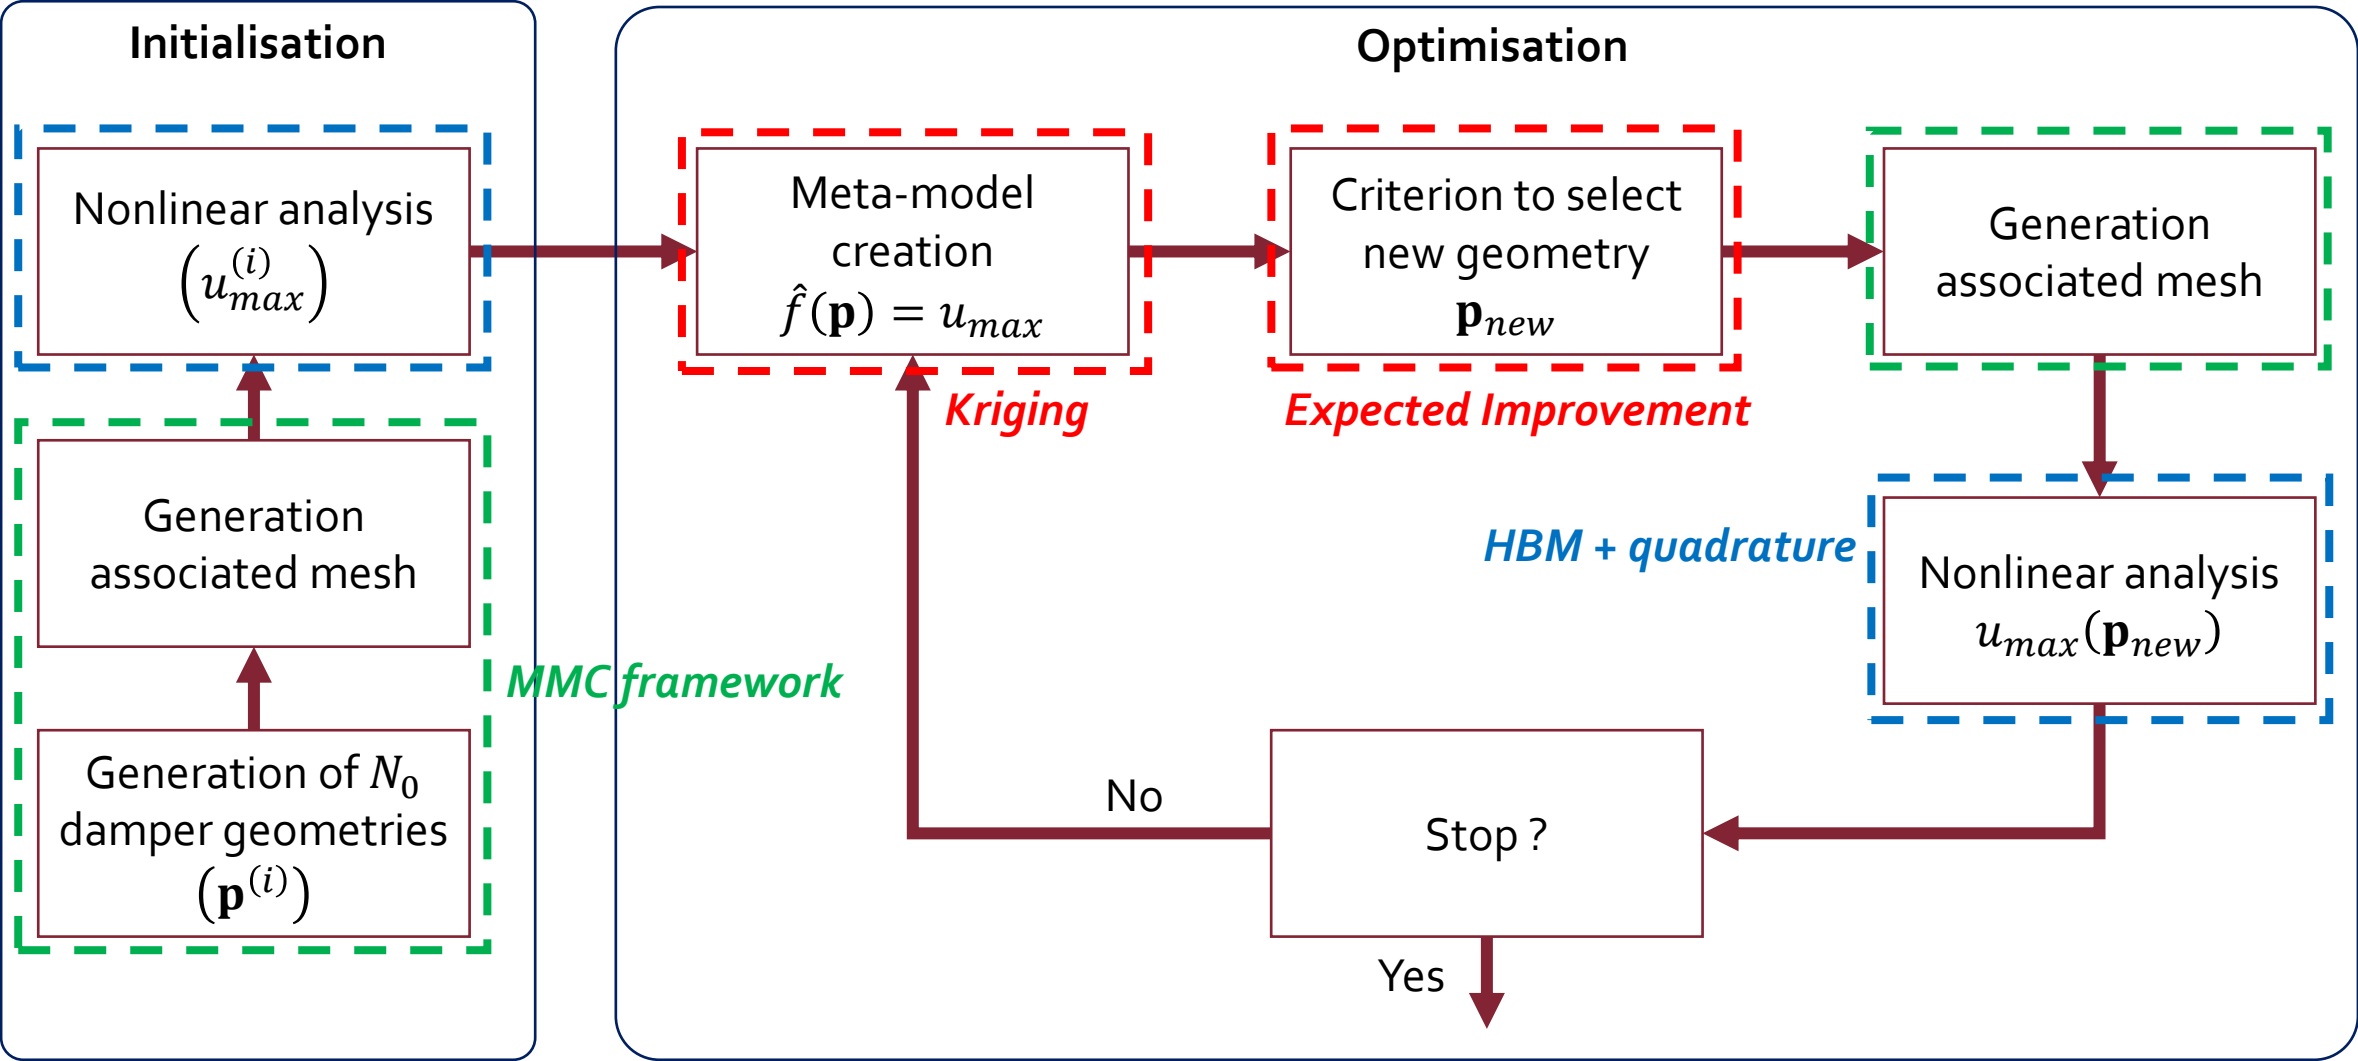 Initialisation
Nonlinear analysis
(u_max^(i))
Generation
associated mesh
Generation of N_0
damper geometries
(p^(i))
MMC framework
Optimisation
Meta-model
creation
f̂(p) = u_max
Kriging
Criterion to select
new geometry
p_new
Expected Improvement
Generation
associated mesh
HBM + quadrature
Nonlinear analysis
u_max(p_new)
Stop ?
No
Yes